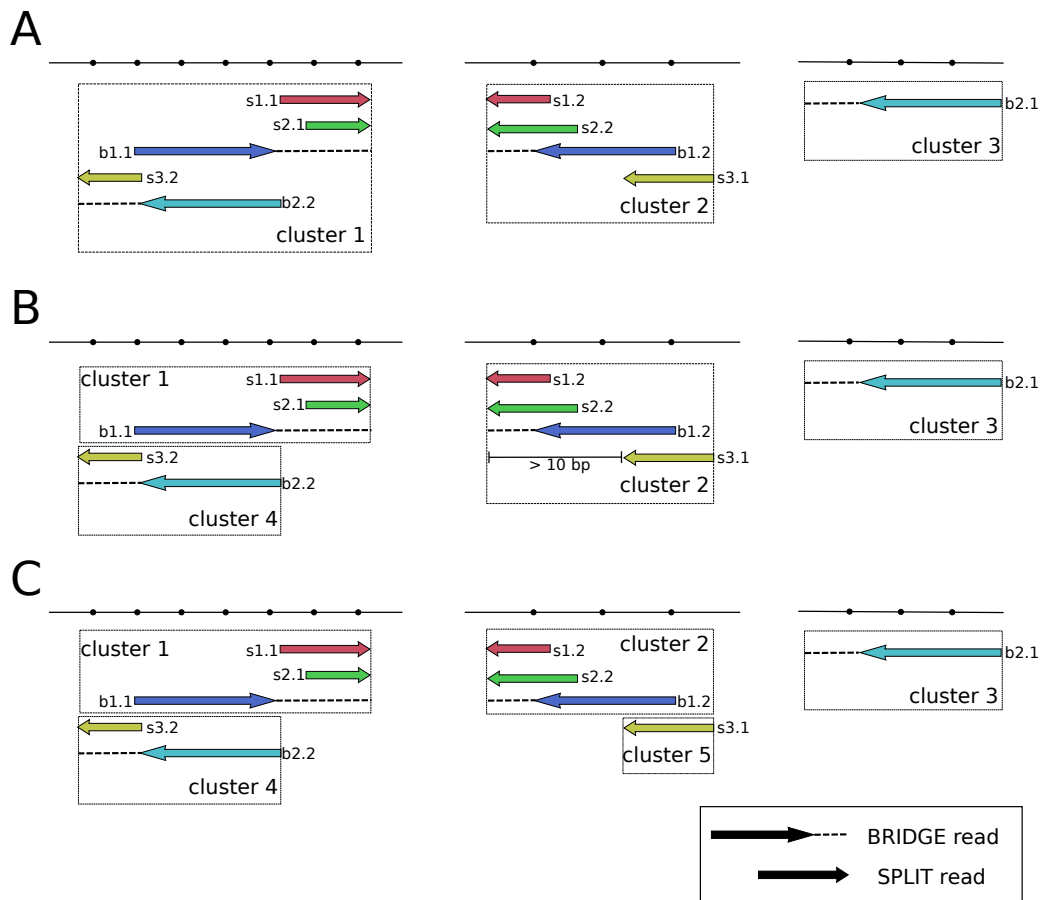 A
s1.1
s2.1
b1.1
s3.2
b2.2
cluster 1
s1.2
s2.2
b1.2
s3.1
cluster 2
b2.1
cluster 3
B
cluster 1
s1.1
s2.1
b1.1
s3.2
b2.2
cluster 4
s1.2
s2.2
b1.2
> 10 bp
s3.1
cluster 2
b2.1
cluster 3
C
cluster 1
s1.1
s2.1
b1.1
s3.2
b2.2
cluster 4
s1.2
cluster 2
s2.2
b1.2
s3.1
cluster 5
b2.1
cluster 3
BRIDGE read
SPLIT read